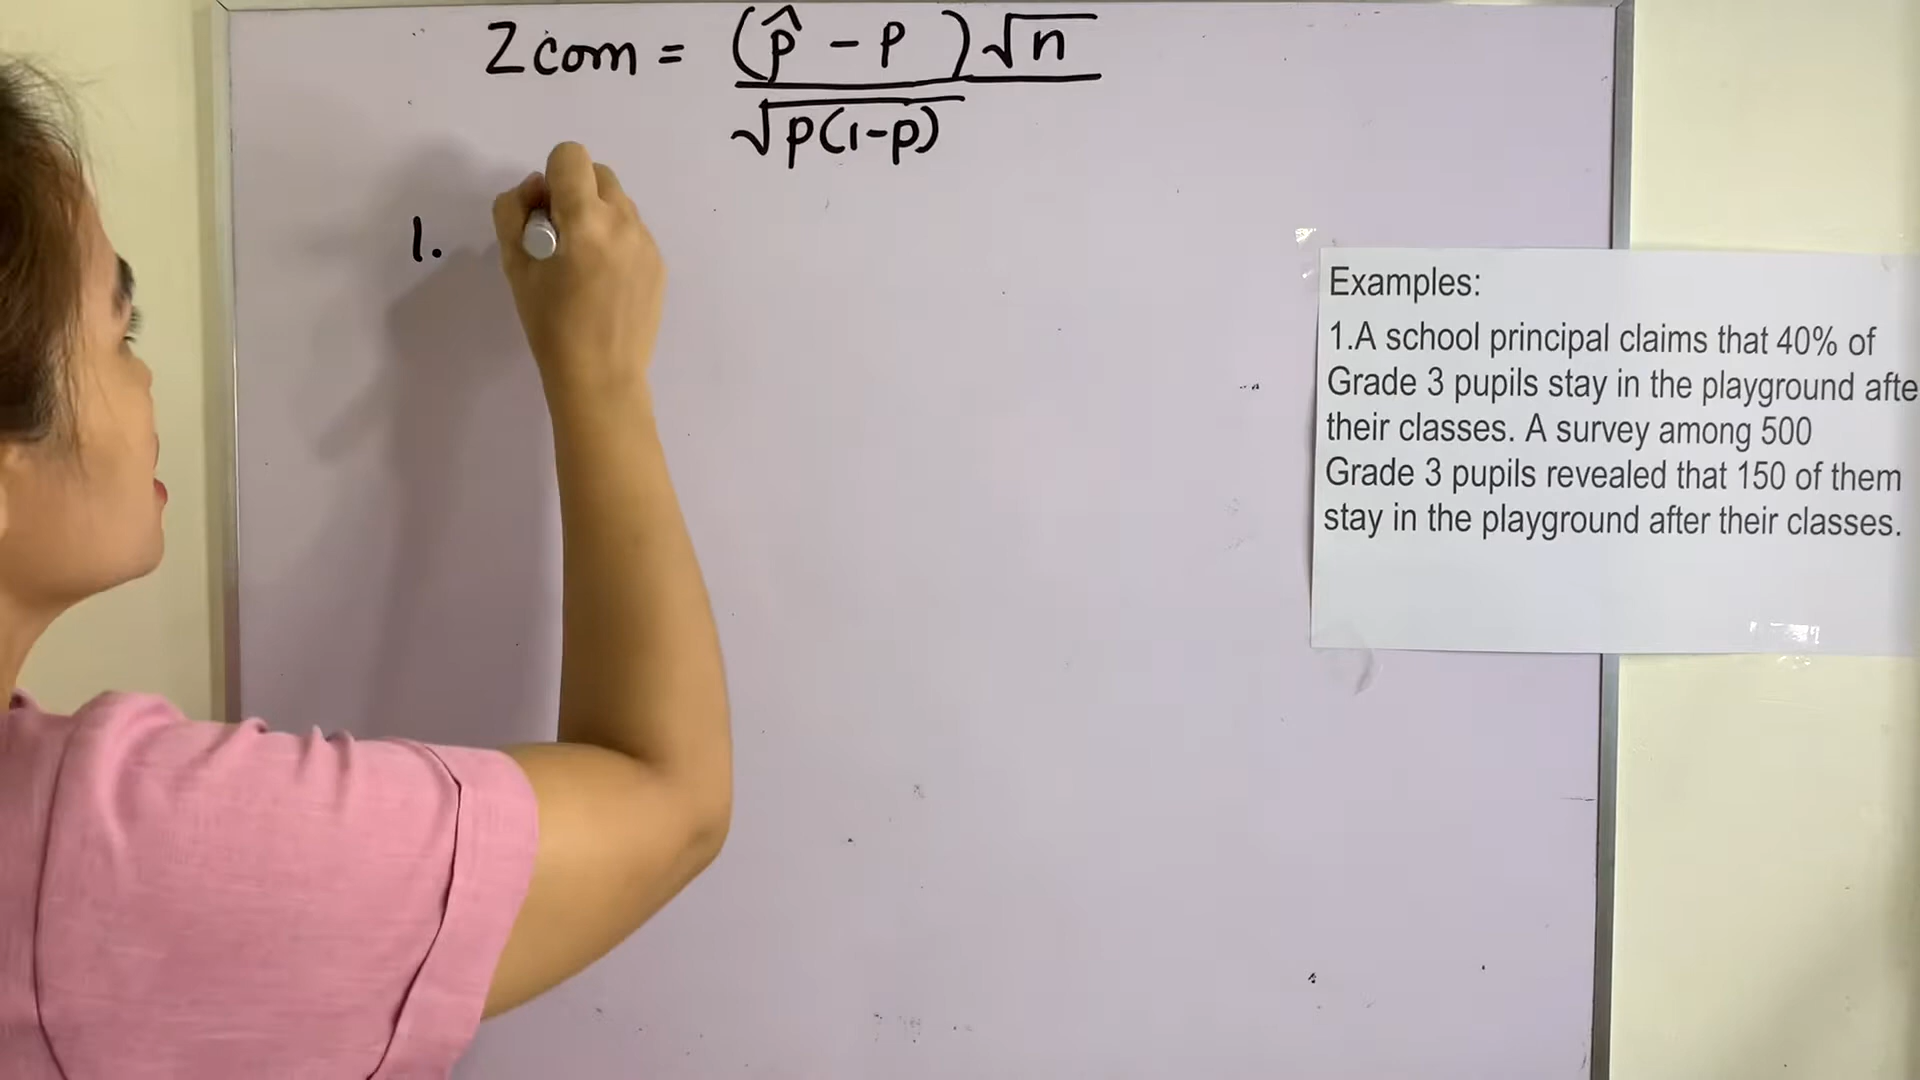 Zcom = (p̂ - p)√n
√p(1-p)
1.
Examples:
1.A school principal claims that 40% of
Grade 3 pupils stay in the playground afte
their classes. A survey among 500
Grade 3 pupils revealed that 150 of them
stay in the playground after their classes.